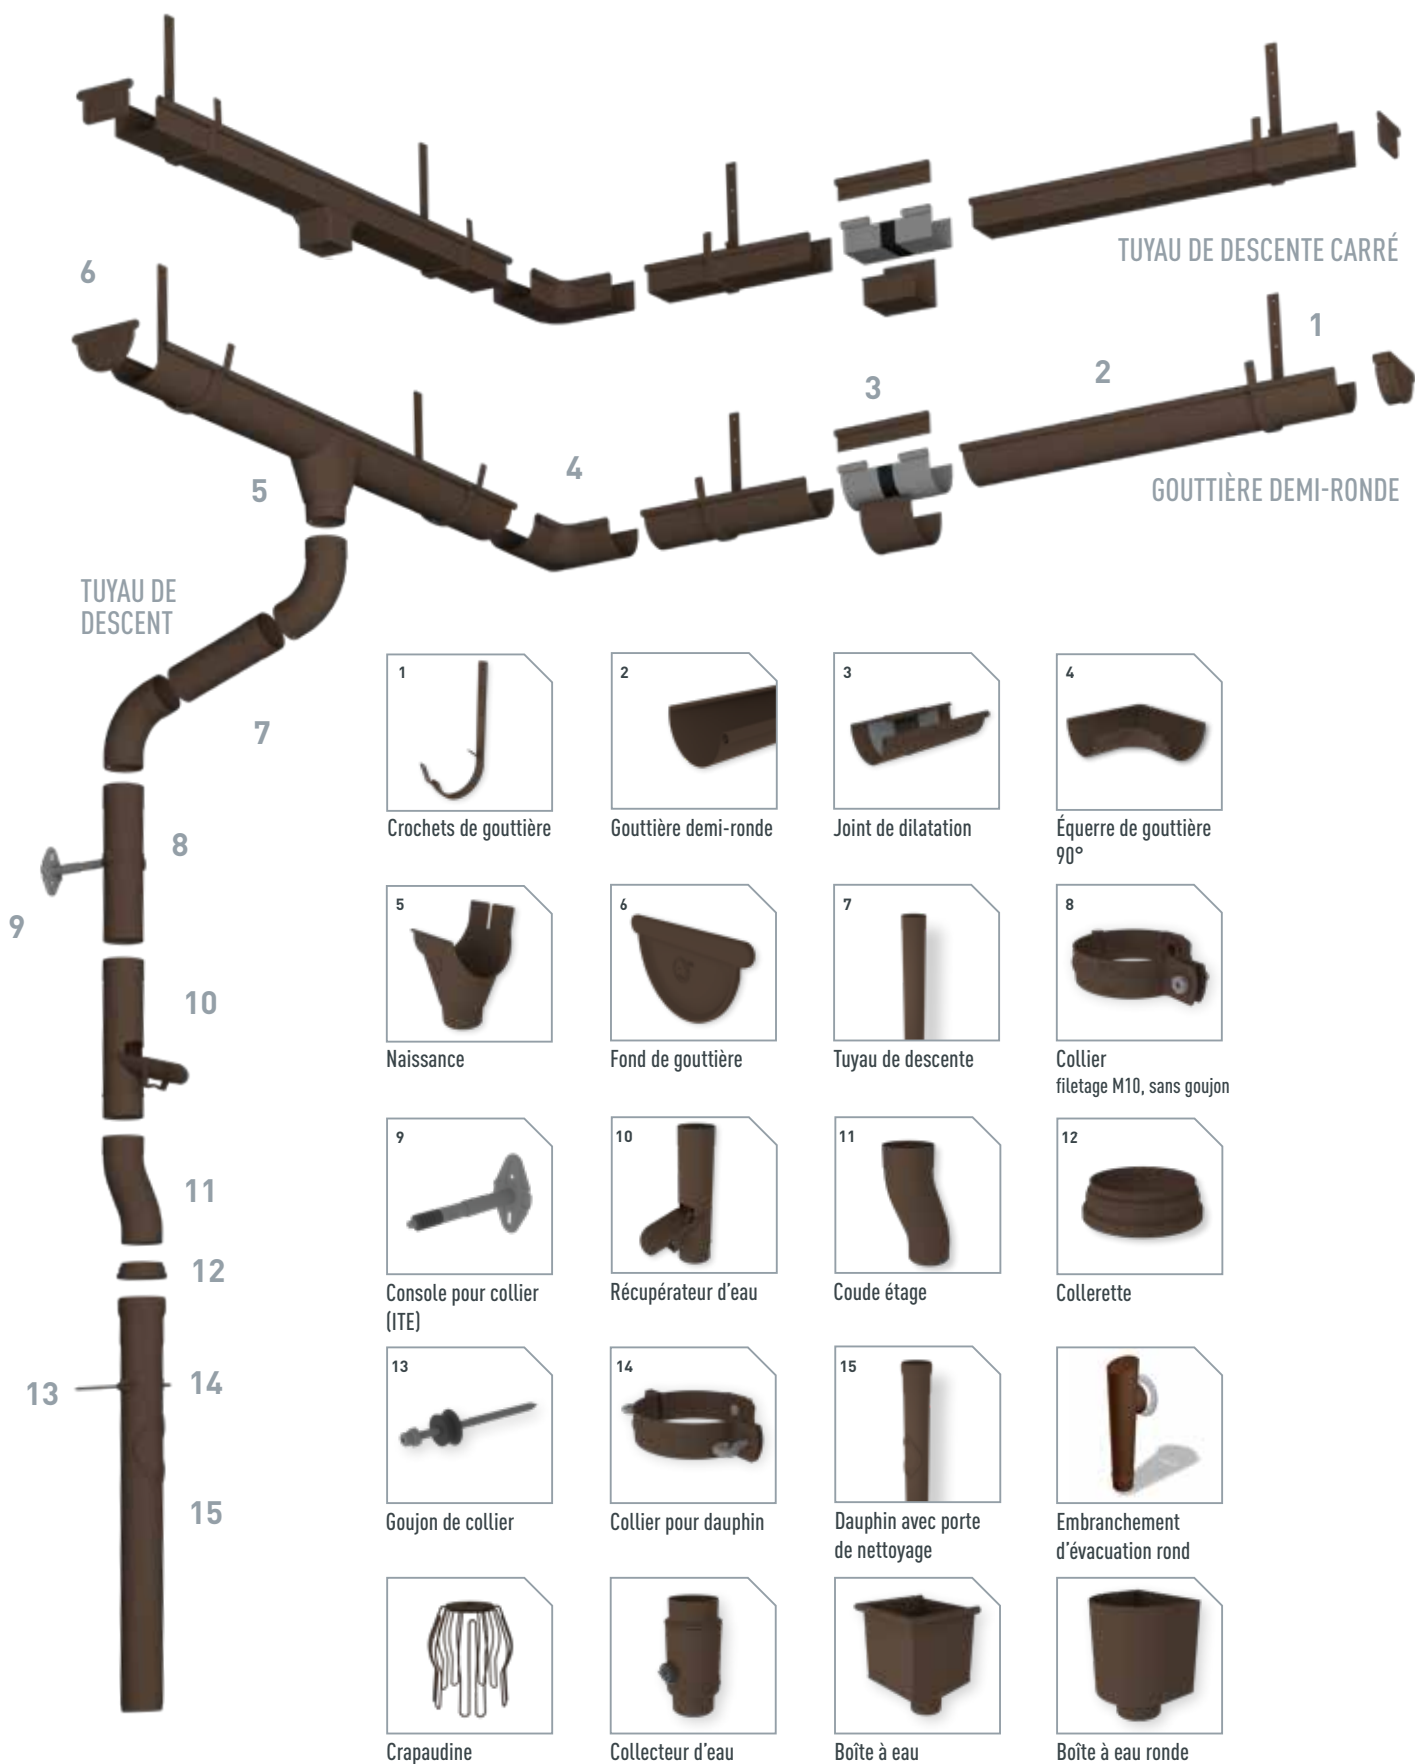 TUYAU DE DESCENTE CARRÉ
6
1
2
3
4
5
GOUTTIÈRE DEMI-RONDE
TUYAU DE
DESCENT
7
8
9
10
11
12
13
14
15
1
Crochets de gouttière
2
Gouttière demi-ronde
3
Joint de dilatation
4
Équerre de gouttière
90°
5
Naissance
6
Fond de gouttière
7
Tuyau de descente
8
Collier
filetage M10, sans goujon
9
Console pour collier
(ITE)
10
Récupérateur d'eau
11
Coude étage
12
Collerette
13
Goujon de collier
14
Collier pour dauphin
15
Dauphin avec porte
de nettoyage
Embranchement
d'évacuation rond
Crapaudine
Collecteur d'eau
Boîte à eau
Boîte à eau ronde